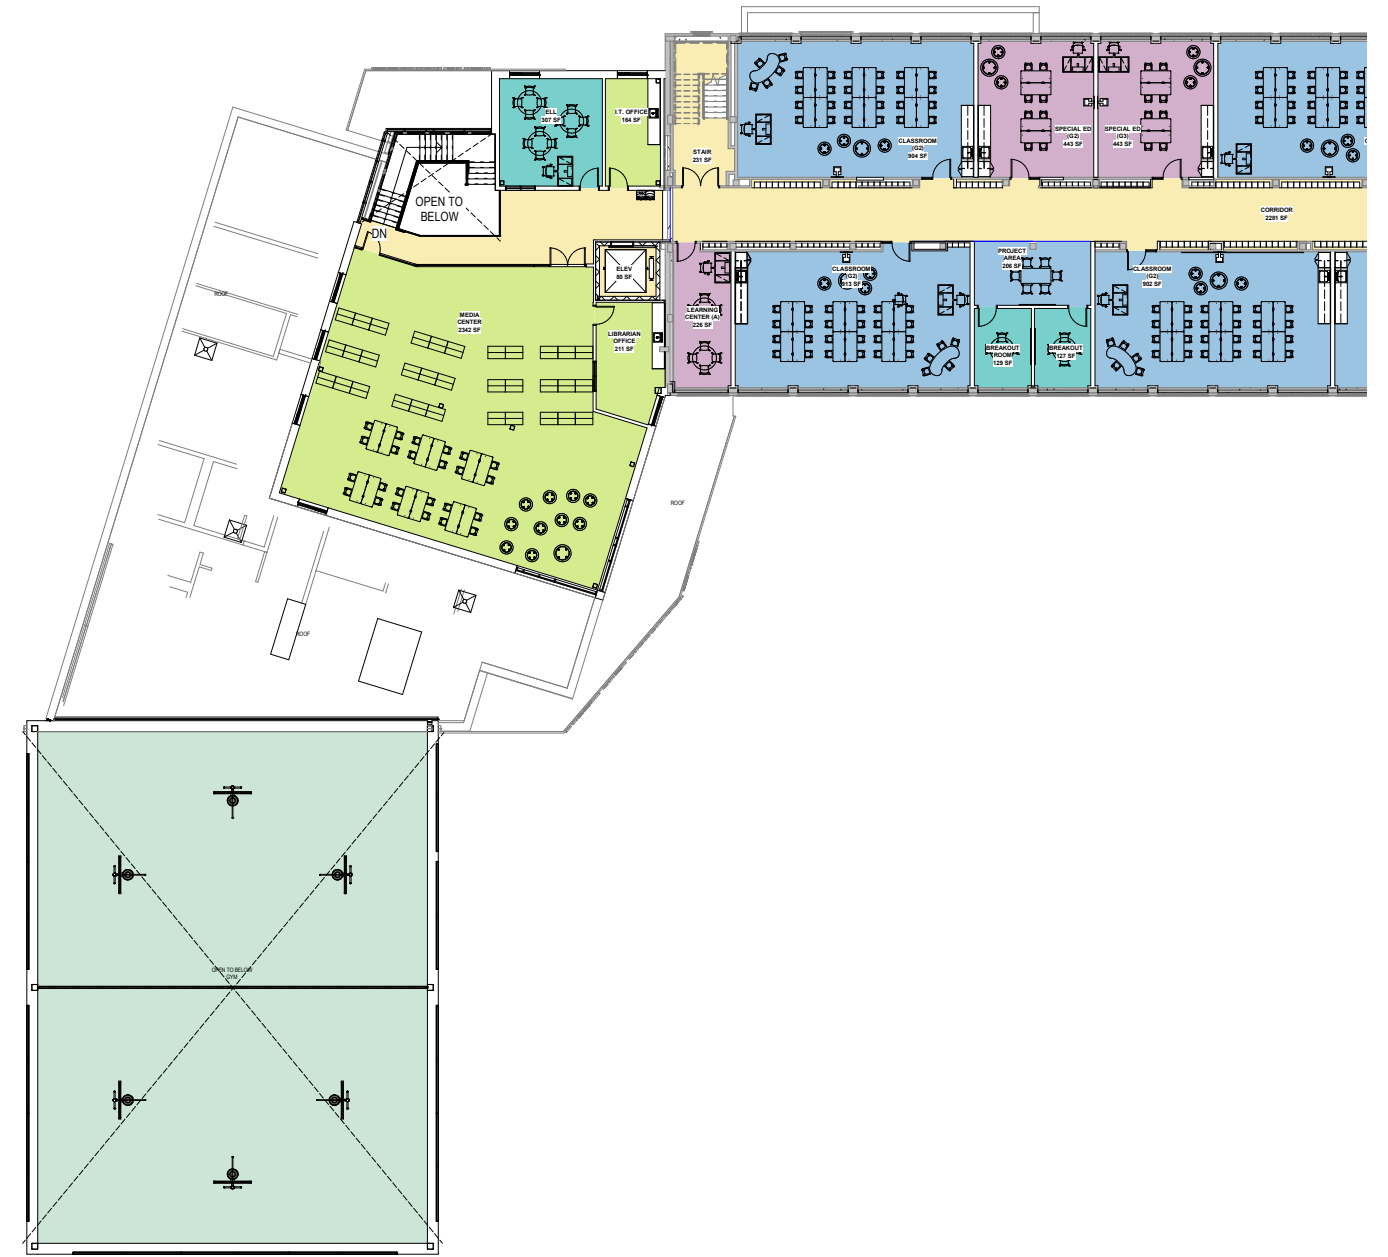 ELL
307 SF
I.T. OFFICE
164 SF
STAIR
231 SF
CLASSROOM
(G2)
904 SF
SPECIAL ED
(G2)
443 SF
SPECIAL ED
(G3)
443 SF
OPEN TO
BELOW
DN
CORRIDOR
2281 SF
ELEV
80 SF
PROJECT
AREA
206 SF
CLASSROOM
(G2)
913 SF
CLASSROOM
(G2)
902 SF
ROOF
MEDIA
CENTER
2342 SF
LEARNING
CENTER (A)
226 SF
LIBRARIAN
OFFICE
211 SF
BREAKOUT
ROOM
129 SF
BREAKOUT
127 SF
ROOF
ROOF
OPEN TO BELOW
GYM